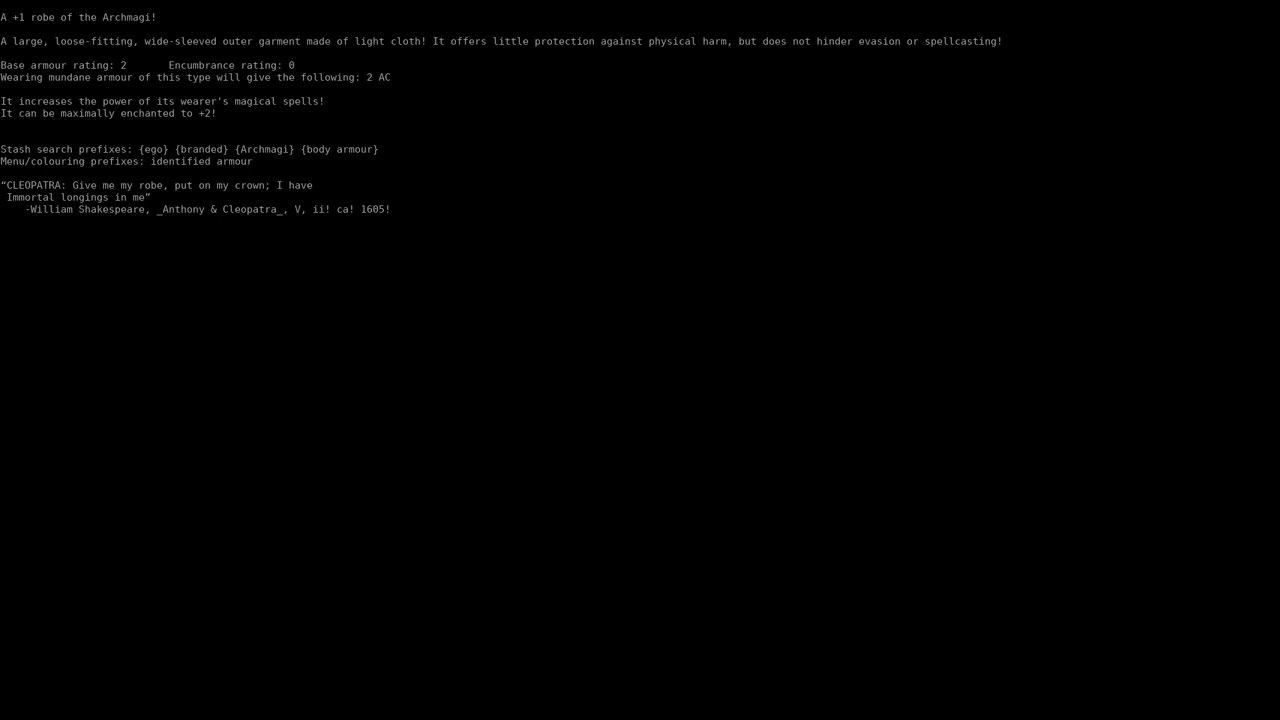 A +1 robe of the Archmagi!
A large, loose-fitting, wide-sleeved outer garment made of light cloth! It offers little protection against physical harm, but does not hinder evasion or spellcasting!
Base armour rating: 2       Encumbrance rating: 0
Wearing mundane armour of this type will give the following: 2 AC
It increases the power of its wearer's magical spells!
It can be maximally enchanted to +2!
Stash search prefixes: {ego} {branded} {Archmagi} {body armour}
Menu/colouring prefixes: identified armour
“CLEOPATRA: Give me my robe, put on my crown; I have
 Immortal longings in me”
    -William Shakespeare, _Anthony & Cleopatra_, V, ii! ca! 1605!